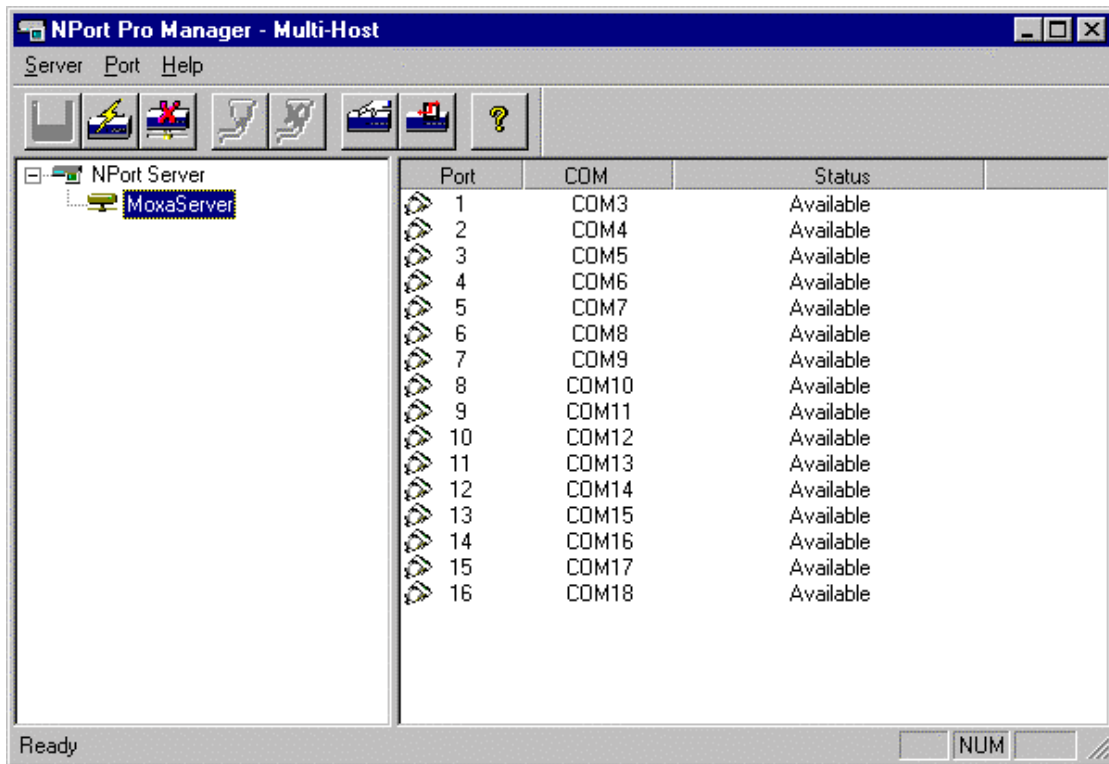 NPort Pro Manager - Multi-Host
Server Port Help
NPort Server
MoxaServer
Port COM Status
1 COM3 Available
2 COM4 Available
3 COM5 Available
4 COM6 Available
5 COM7 Available
6 COM8 Available
7 COM9 Available
8 COM10 Available
9 COM11 Available
10 COM12 Available
11 COM13 Available
12 COM14 Available
13 COM15 Available
14 COM16 Available
15 COM17 Available
16 COM18 Available
Ready NUM